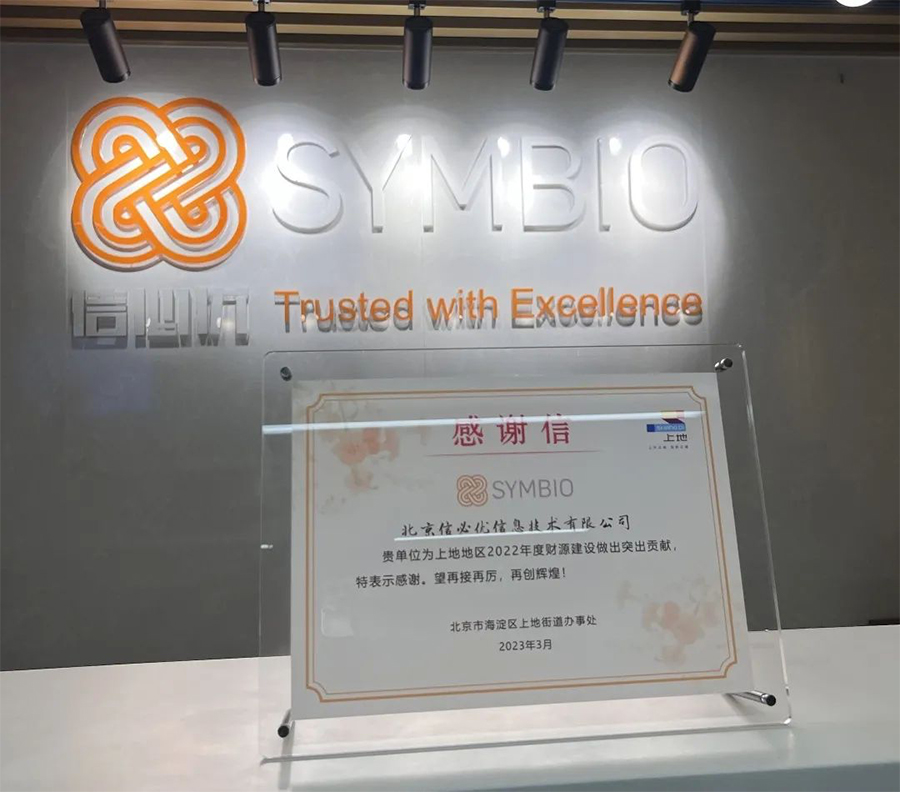 SYMBIO
信必优
Trusted with Excellence
感谢信
上地
SYMBIO
北京信必优信息技术有限公司
贵单位为上地地区2022年度财源建设做出突出贡献，
特表示感谢。望再接再厉，再创辉煌！
北京市海淀区上地街道办事处
2023年3月